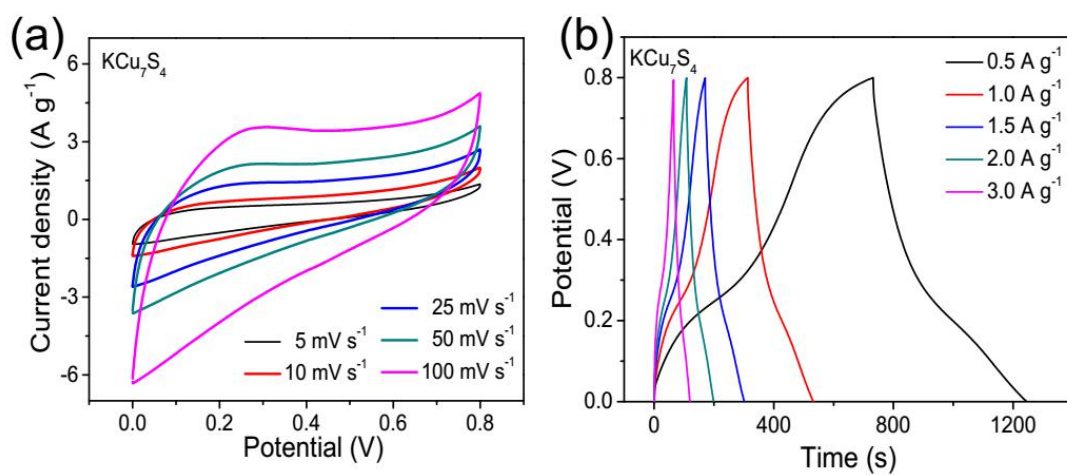 (a)
KCu₇S₄
Current density (A g⁻¹)
6
3
0
-3
-6
5 mV s⁻¹
10 mV s⁻¹
25 mV s⁻¹
50 mV s⁻¹
100 mV s⁻¹
0.0 0.2 0.4 0.6 0.8
Potential (V)
(b)
KCu₇S₄
Potential (V)
0.8
0.6
0.4
0.2
0.0
0.5 A g⁻¹
1.0 A g⁻¹
1.5 A g⁻¹
2.0 A g⁻¹
3.0 A g⁻¹
0 400 800 1200
Time (s)